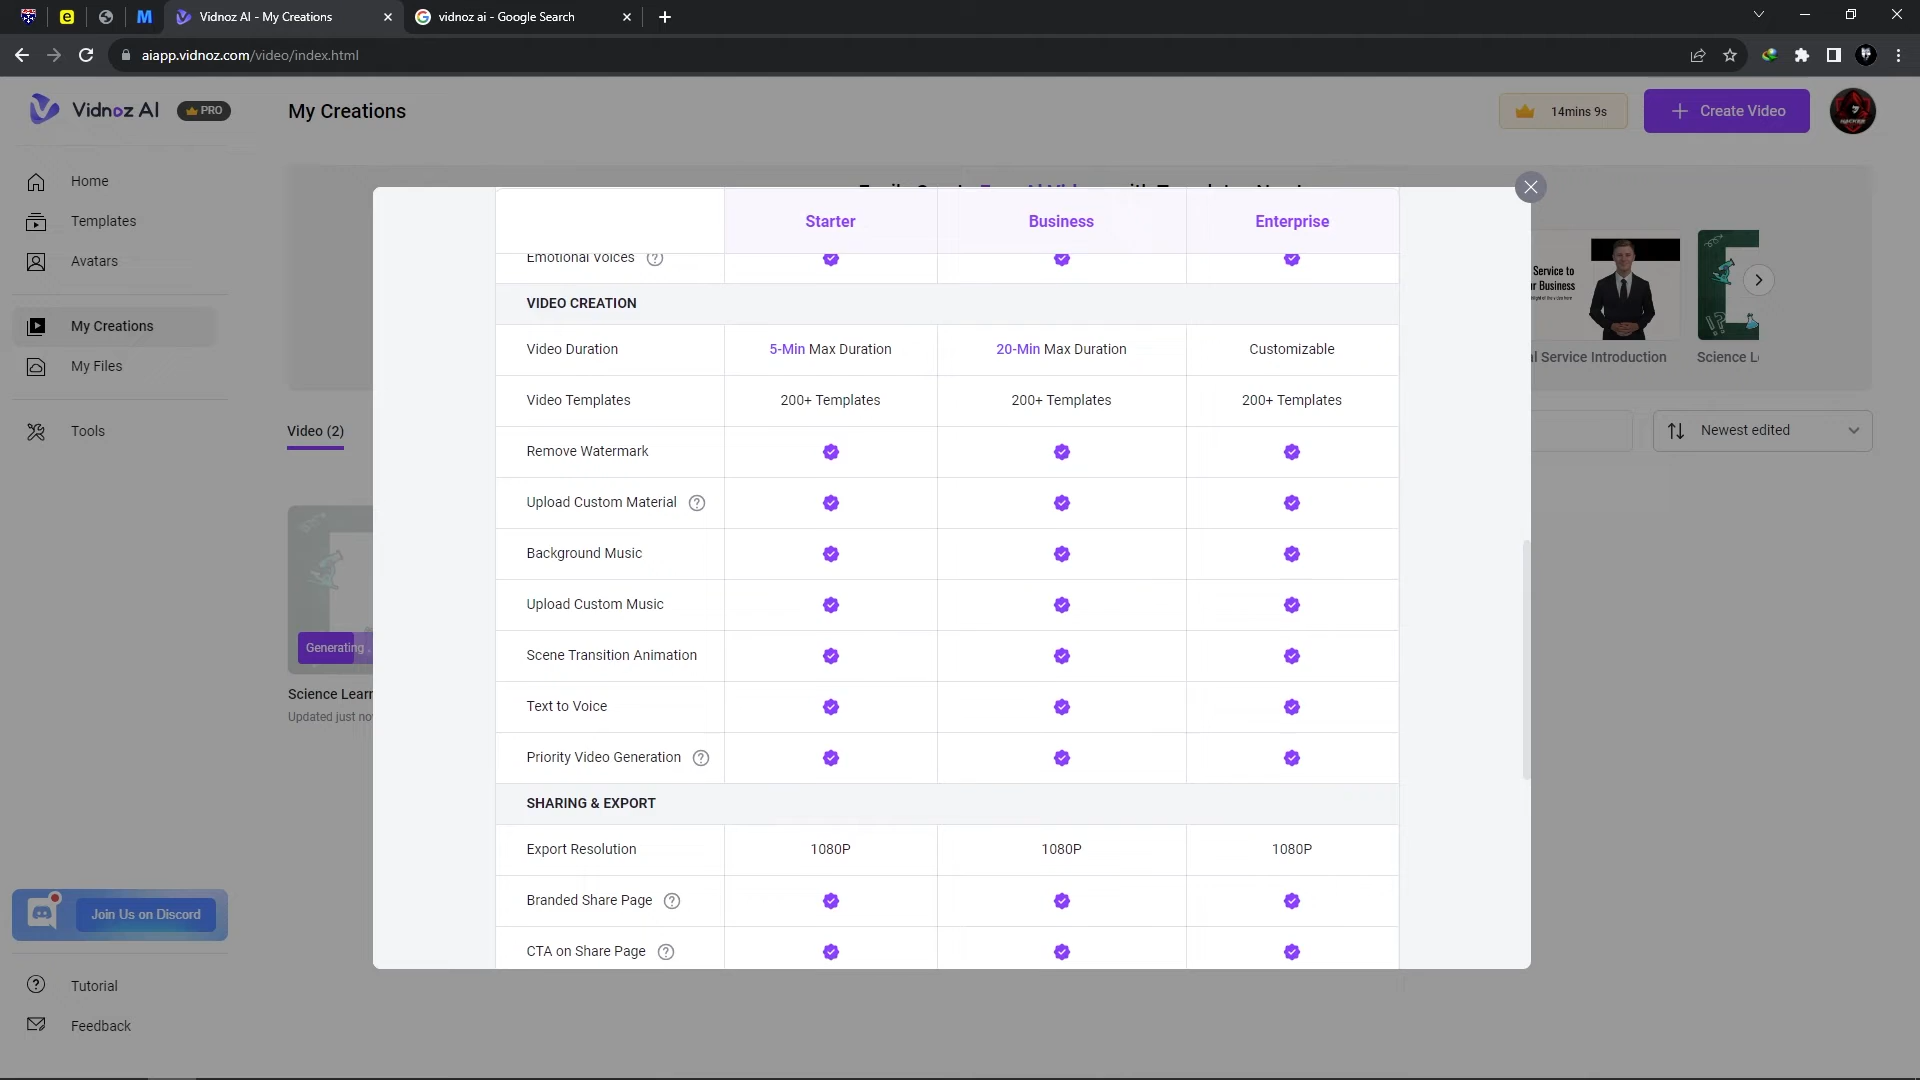 Vidnoz AI - My Creations
vidnoz ai - Google Search
aiapp.vidnoz.com/video/index.html
Vidnoz AI
PRO
My Creations
14mins 9s
Create Video
Home
Templates
Avatars
My Creations
My Files
Tools
Join Us on Discord
Tutorial
Feedback
Service to
Business
l Service Introduction
Science L
Video (2)
Newest edited
Generating
Science Lear
Updated just no
Starter Business Enterprise
Emotional Voices
VIDEO CREATION
Video Duration 5-Min Max Duration 20-Min Max Duration Customizable
Video Templates 200+ Templates 200+ Templates 200+ Templates
Remove Watermark
Upload Custom Material
Background Music
Upload Custom Music
Scene Transition Animation
Text to Voice
Priority Video Generation
SHARING & EXPORT
Export Resolution 1080P 1080P 1080P
Branded Share Page
CTA on Share Page